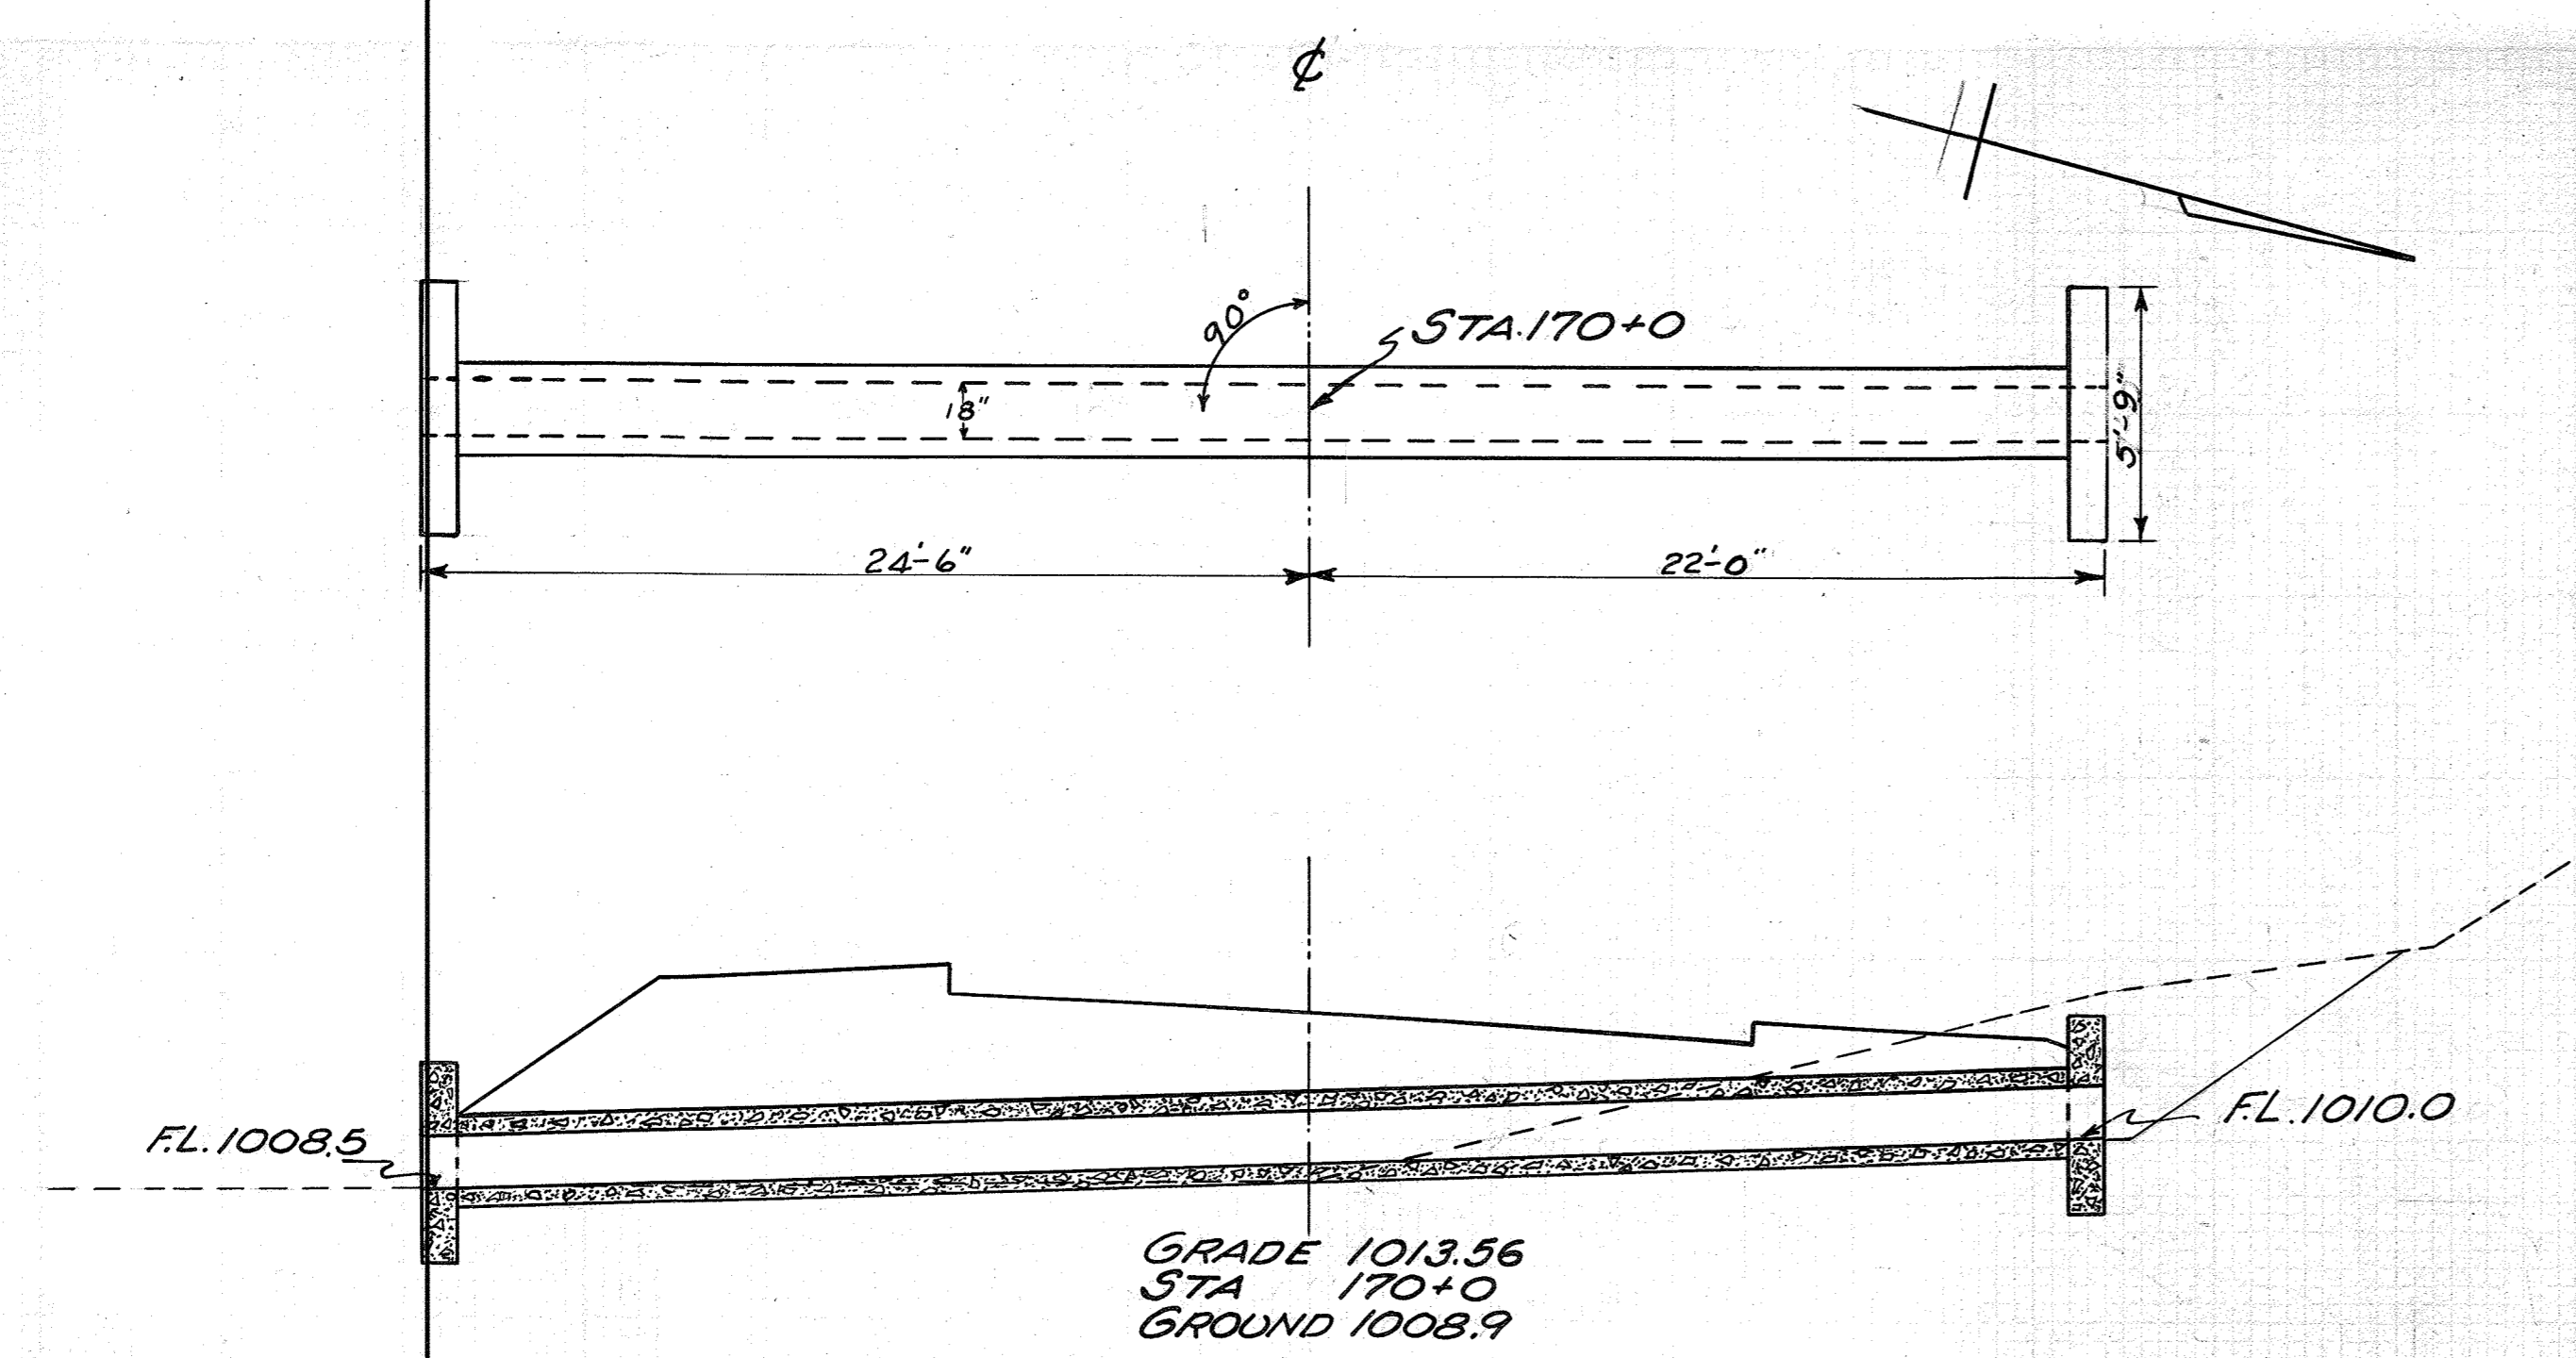 ℄
90°
STA. 170+0
18"
5'-9"
24'-6"
22'-0"
F.L. 1008.5
F.L. 1010.0
GRADE 1013.56
STA 170+0
GROUND 1008.9